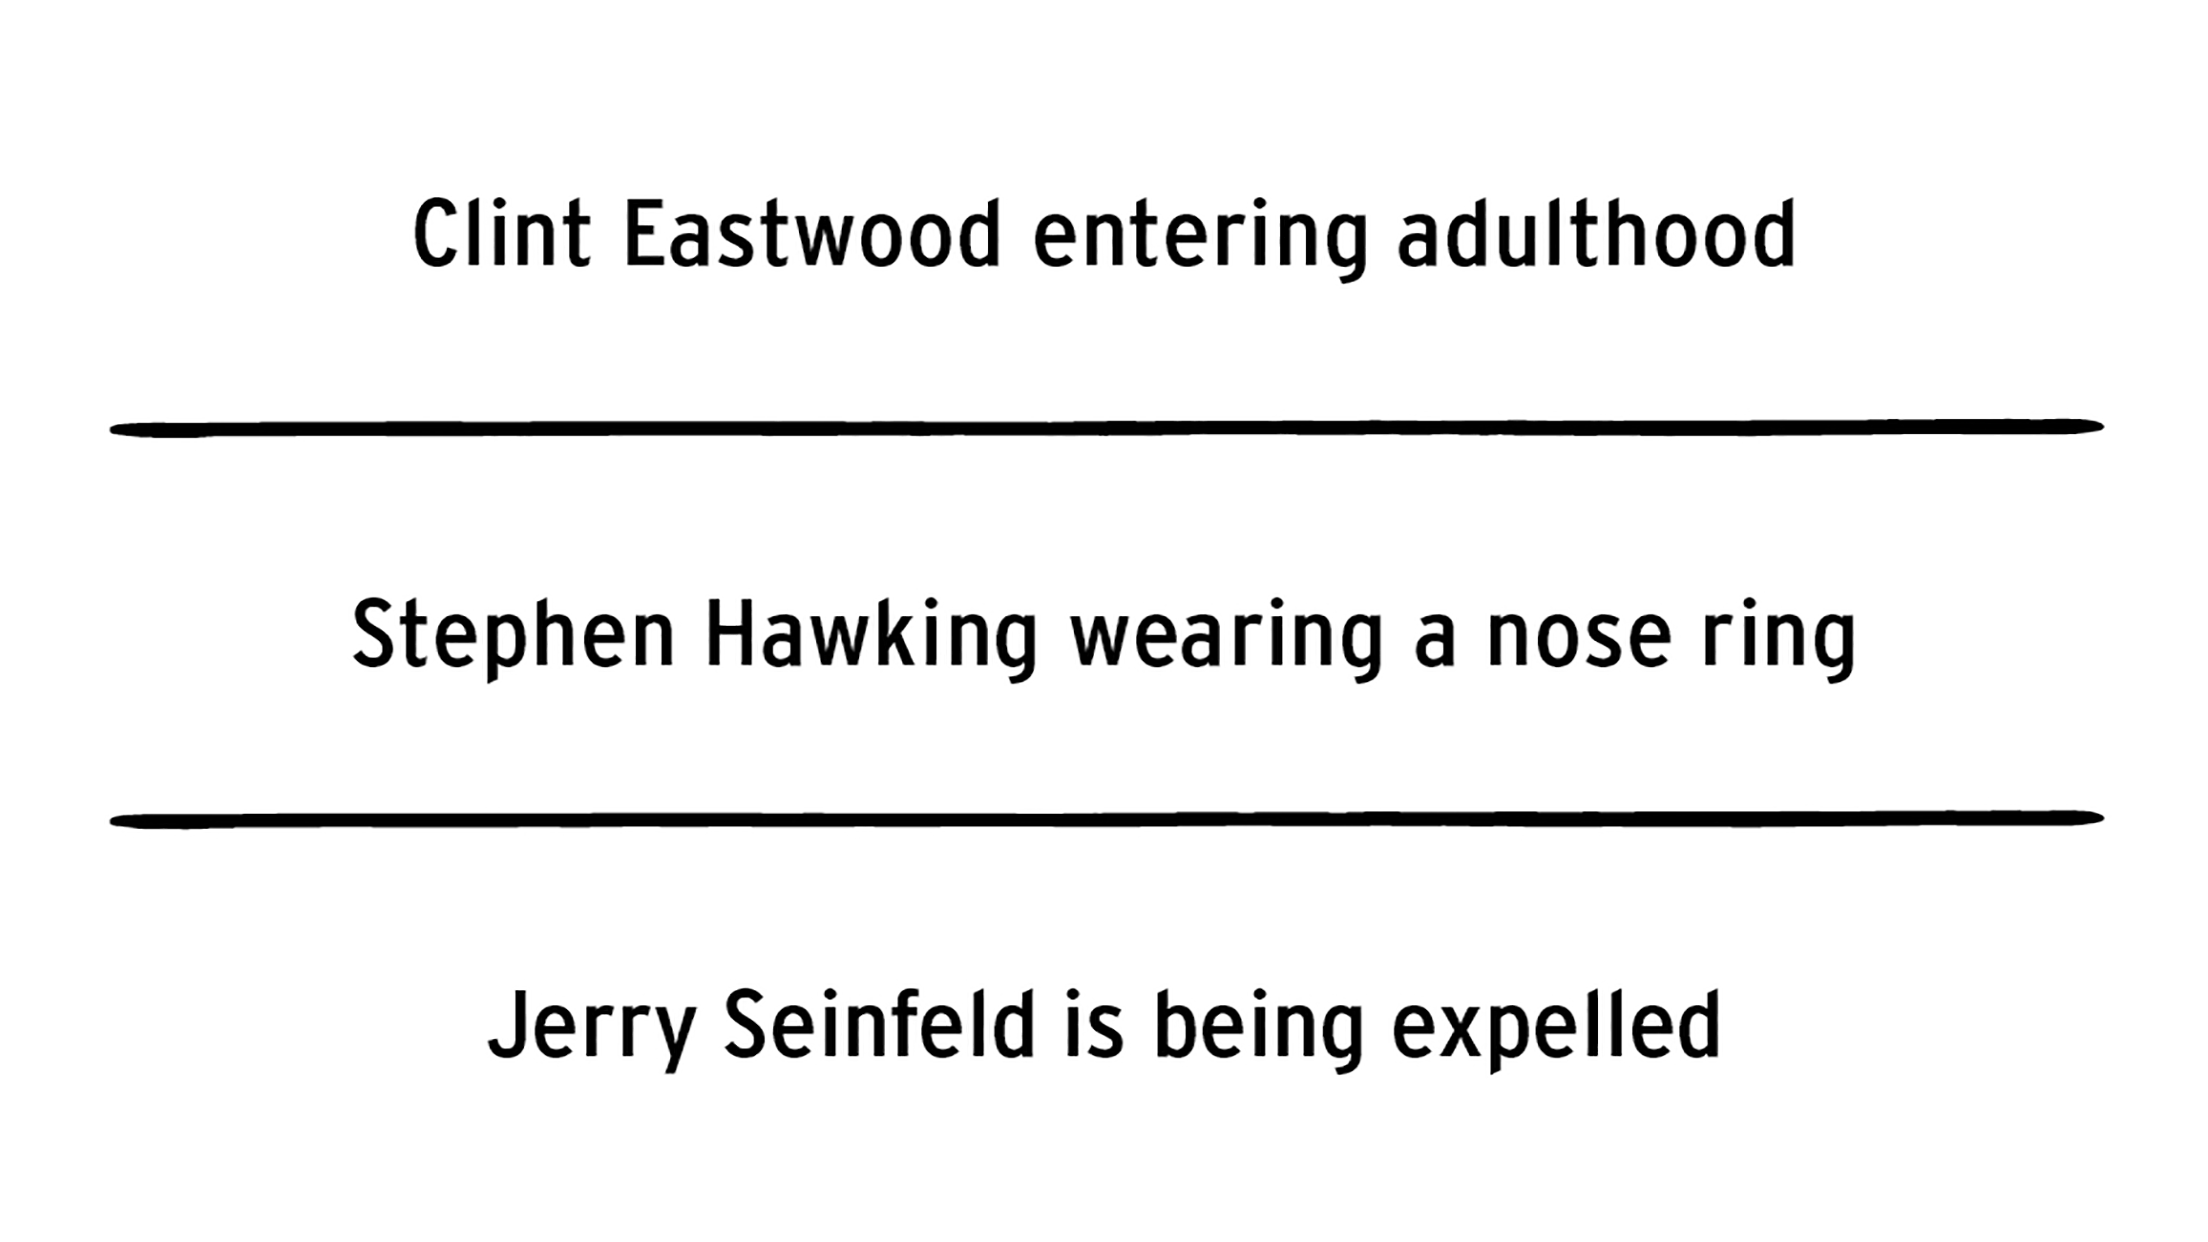 Clint Eastwood entering adulthood
Stephen Hawking wearing a nose ring
Jerry Seinfeld is being expelled